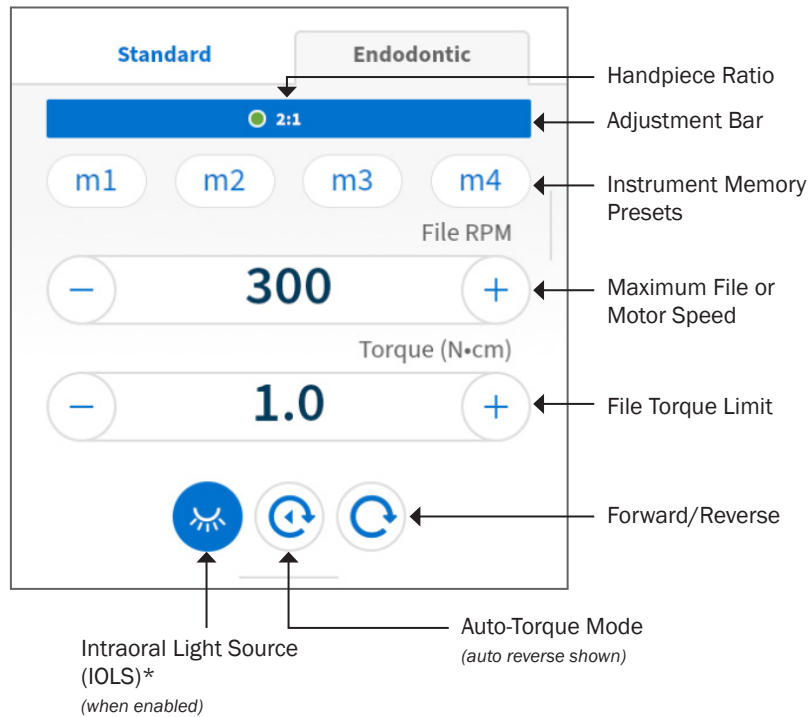 Standard
Endodontic
Handpiece Ratio
2:1
Adjustment Bar
m1
m2
m3
m4
Instrument Memory
Presets
File RPM
− 300 +
Maximum File or
Motor Speed
Torque (N•cm)
− 1.0 +
File Torque Limit
Forward/Reverse
Intraoral Light Source
(IOLS)*
(when enabled)
Auto-Torque Mode
(auto reverse shown)